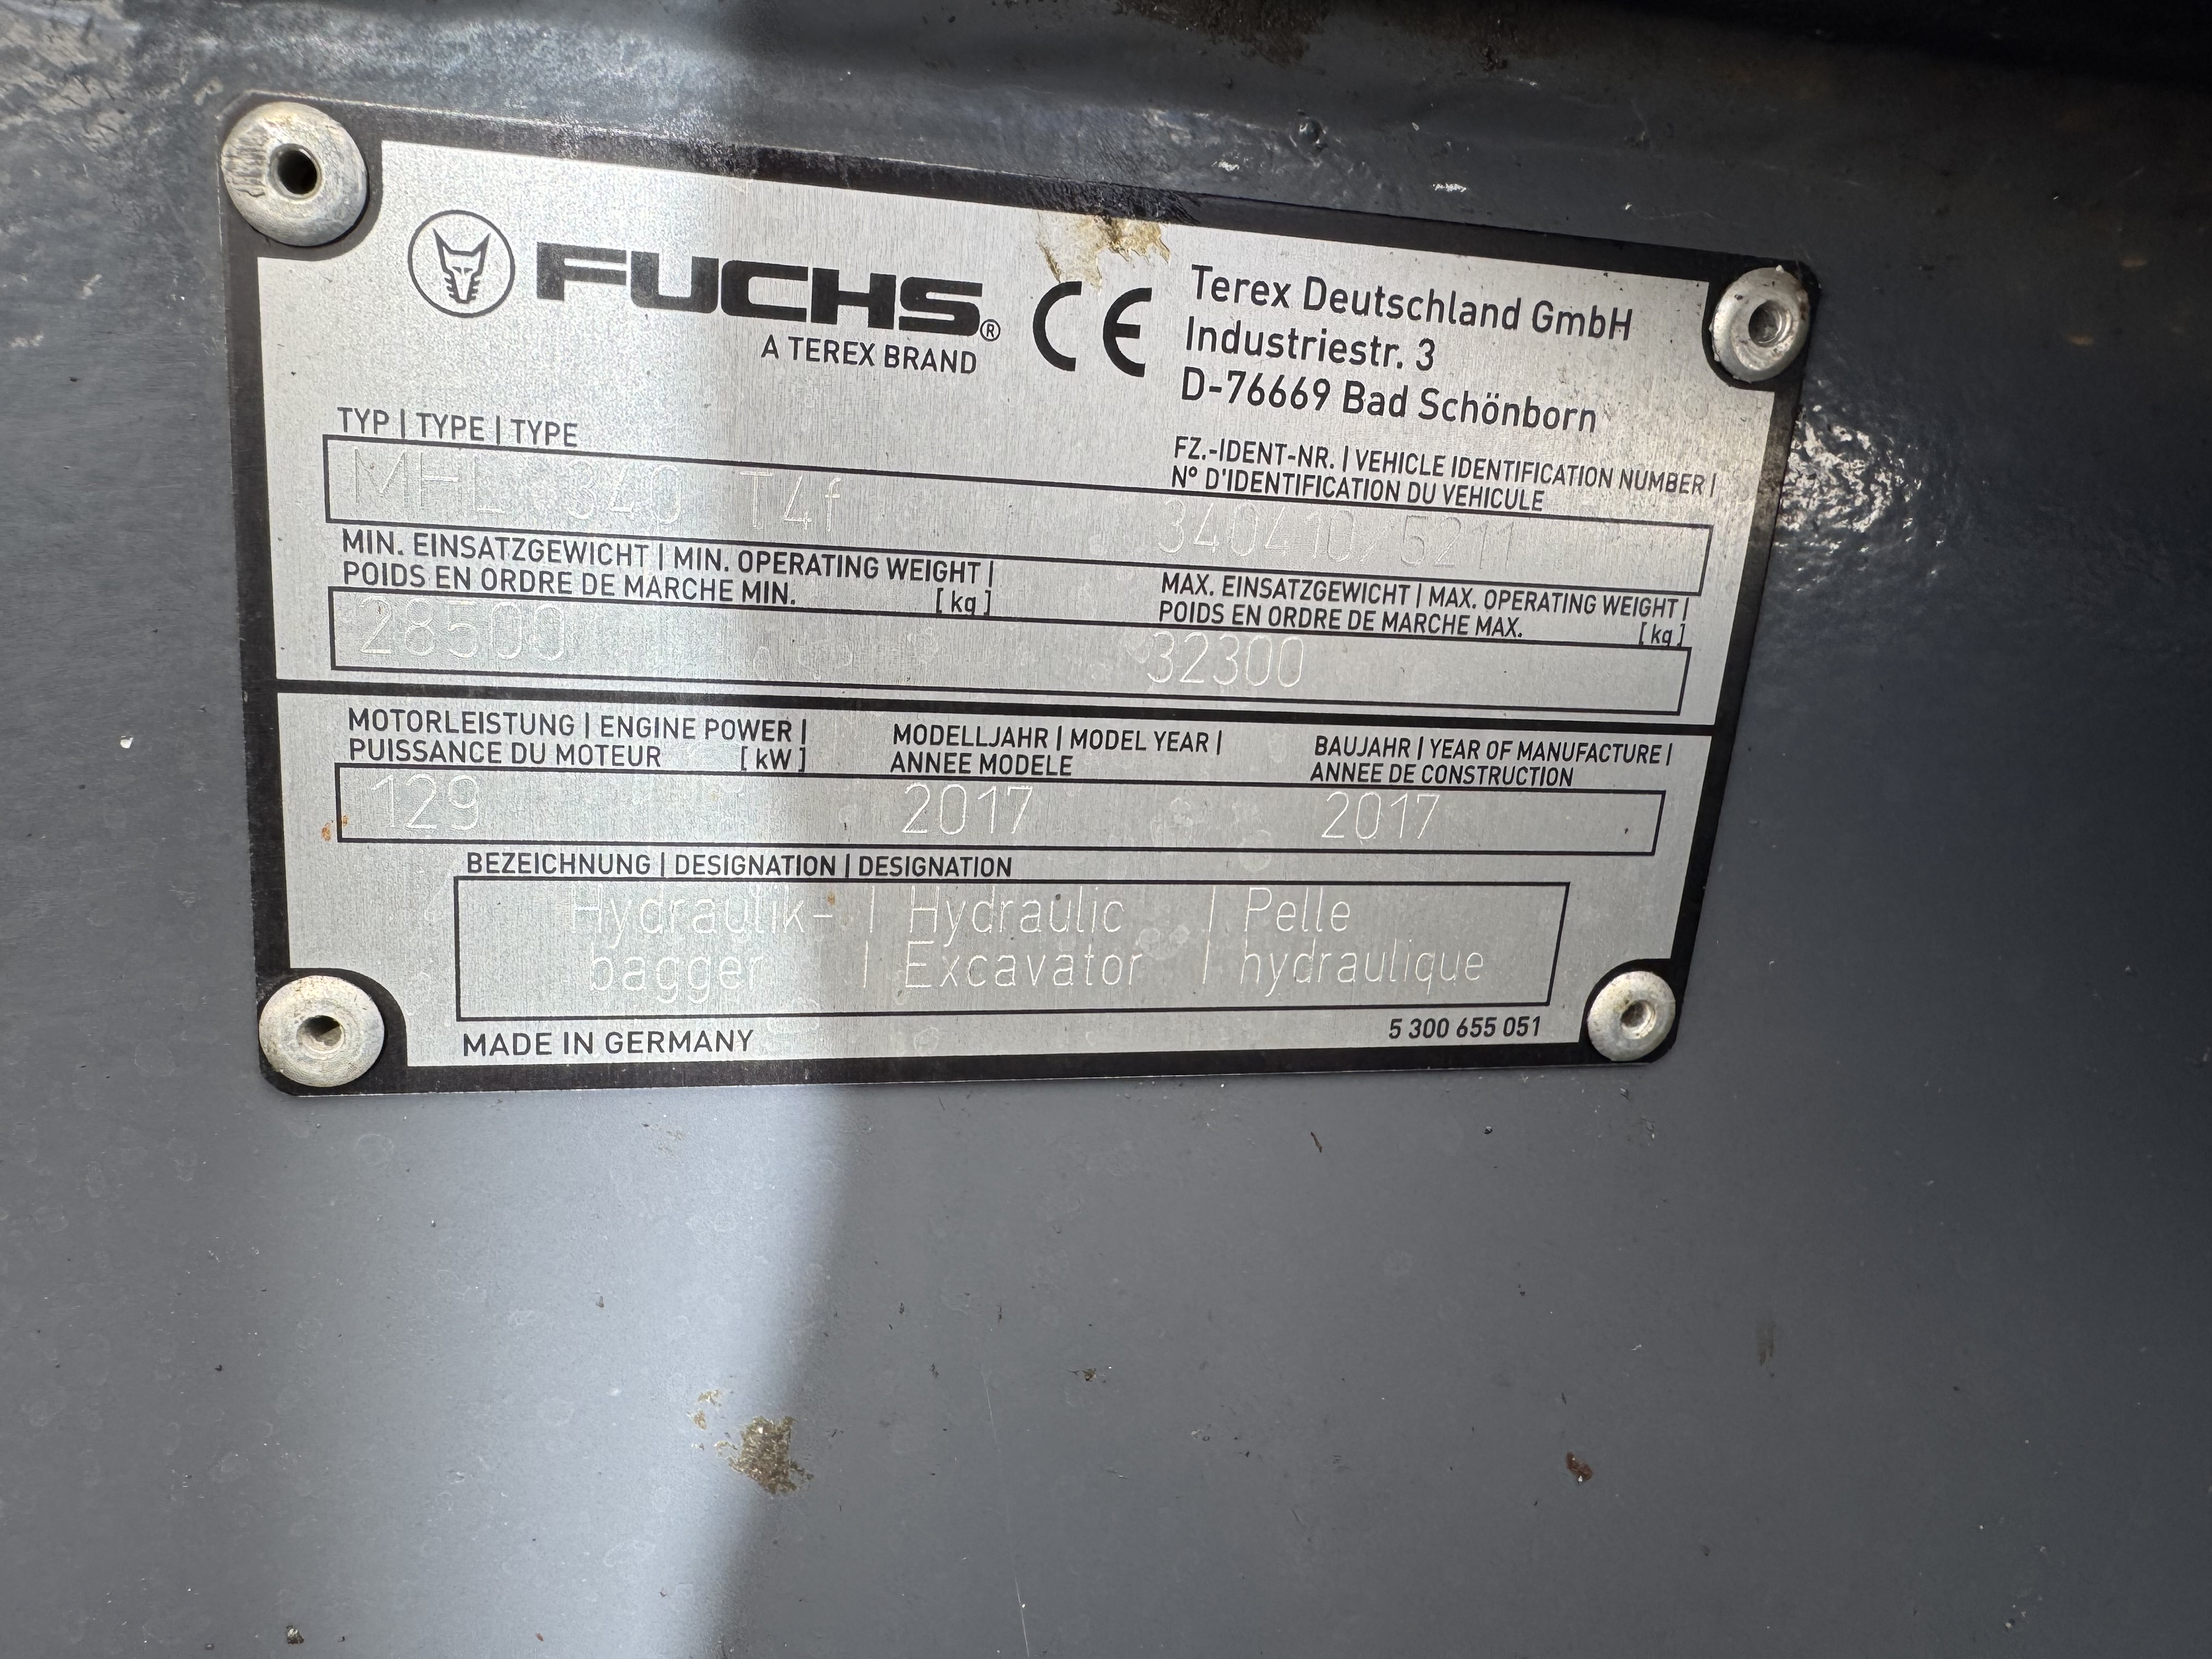 FUCHS®
A TEREX BRAND
CE
Terex Deutschland GmbH
Industriestr. 3
D-76669 Bad Schönborn
TYP | TYPE | TYPE
MHL 340 T4f
FZ.-IDENT-NR. | VEHICLE IDENTIFICATION NUMBER |
N° D'IDENTIFICATION DU VEHICULE
340410/5211
MIN. EINSATZGEWICHT | MIN. OPERATING WEIGHT |
POIDS EN ORDRE DE MARCHE MIN. [kg]
28500
MAX. EINSATZGEWICHT | MAX. OPERATING WEIGHT |
POIDS EN ORDRE DE MARCHE MAX. [kg]
32300
MOTORLEISTUNG | ENGINE POWER |
PUISSANCE DU MOTEUR [kW]
129
MODELLJAHR | MODEL YEAR |
ANNEE MODELE
2017
BAUJAHR | YEAR OF MANUFACTURE |
ANNEE DE CONSTRUCTION
2017
BEZEICHNUNG | DESIGNATION | DESIGNATION
Hydraulik- | Hydraulic | Pelle
bagger | Excavator | hydraulique
MADE IN GERMANY
5 300 655 051